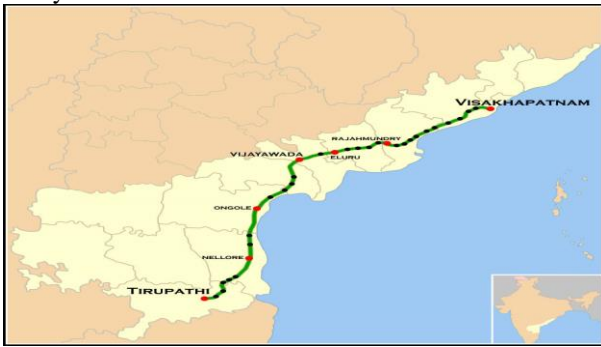 VISAKHAPATNAM
RAJAHMUNDRY
VIJAYAWADA
ELURU
ONGOLE
NELLORE
TIRUPATHI